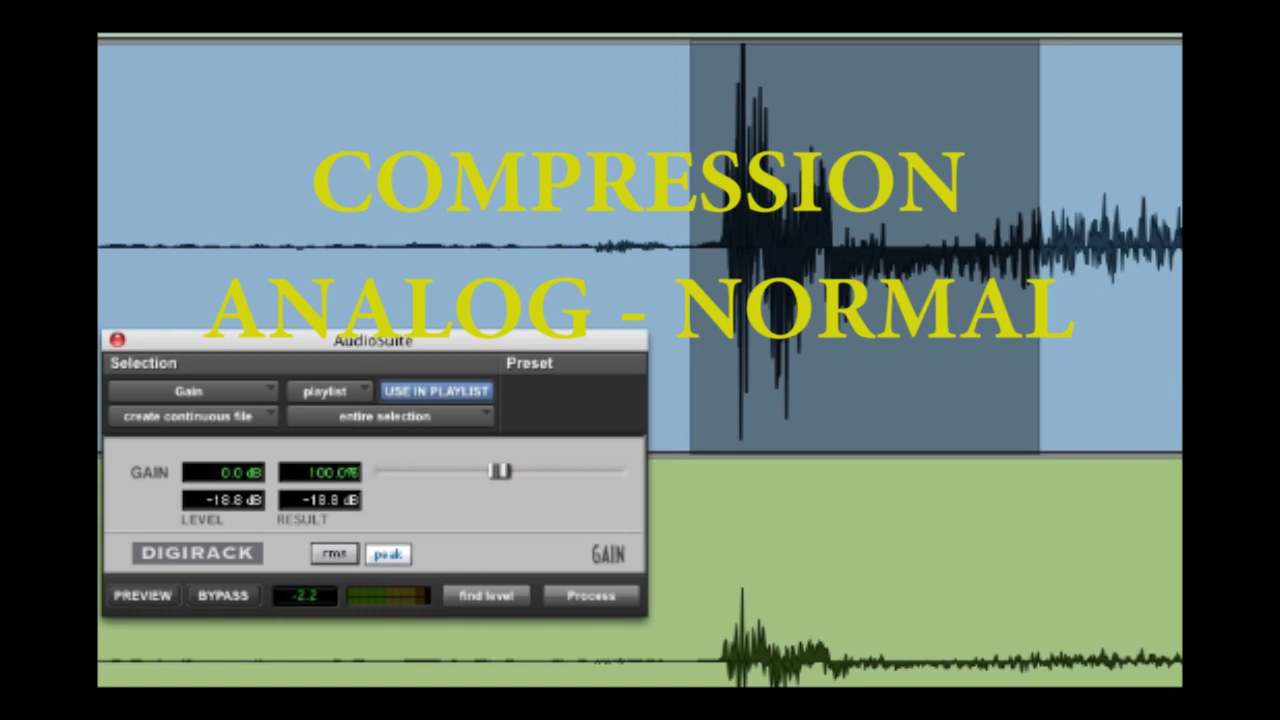 COMPRESSION
ANALOG - NORMAL
AudioSuite
Selection Preset
Gain playlist USE IN PLAYLIST
create continuous file entire selection
GAIN 0.0 dB 100.0%
-18.8 dB -18.8 dB
LEVEL RESULT
DIGIRACK rms peak GAIN
PREVIEW BYPASS -2.2 find level Process